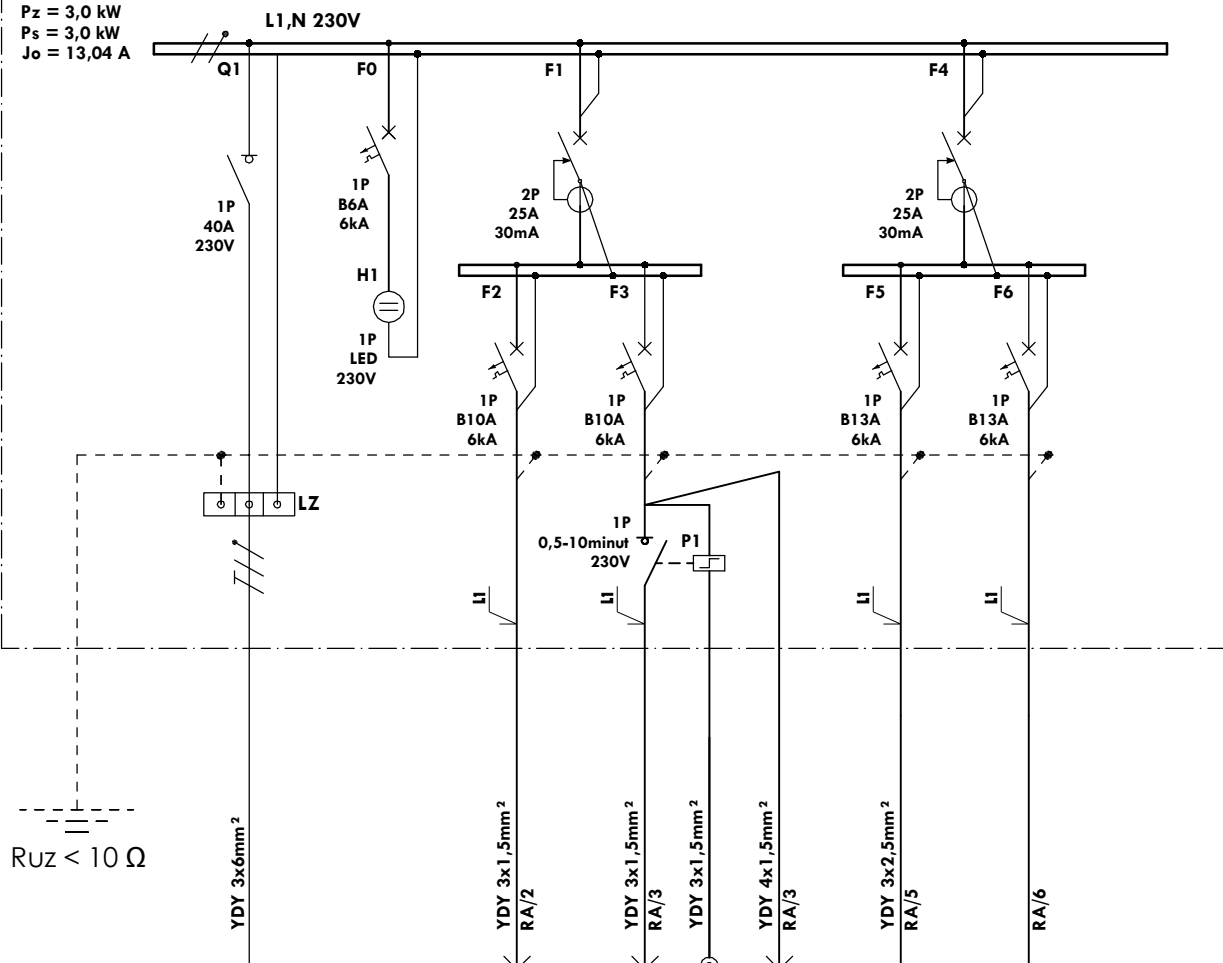 Pz = 3,0 kW
Ps = 3,0 kW
Jo = 13,04 A
L1,N 230V
Q1
F0
F1
F4
1P
40A
230V
1P
B6A
6kA
2P
25A
30mA
2P
25A
30mA
H1
1P
LED
230V
F2
F3
F5
F6
1P
B10A
6kA
1P
B10A
6kA
1P
B13A
6kA
1P
B13A
6kA
LZ
1P
0,5-10minut
230V
P1
L1
L1
L1
L1
Ruz < 10 Ω
YDY 3x6mm²
YDY 3x1,5mm²
RA/2
YDY 3x1,5mm²
RA/3
YDY 3x1,5mm²
YDY 4x1,5mm²
RA/3
YDY 3x2,5mm²
RA/5
RA/6